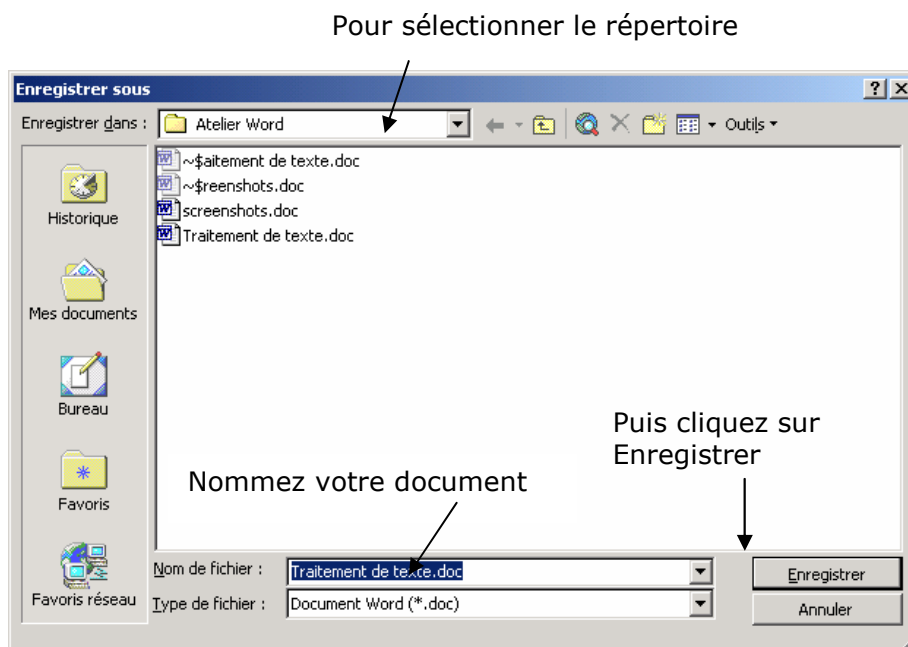 Pour sélectionner le répertoire
Enregistrer sous
Enregistrer dans :
Atelier Word
Outils
~$aitement de texte.doc
~$reenshots.doc
screenshots.doc
Traitement de texte.doc
Historique
Mes documents
Bureau
Favoris
Favoris réseau
Puis cliquez sur
Enregistrer
Nommez votre document
Nom de fichier :
Traitement de texte.doc
Enregistrer
Type de fichier :
Document Word (*.doc)
Annuler